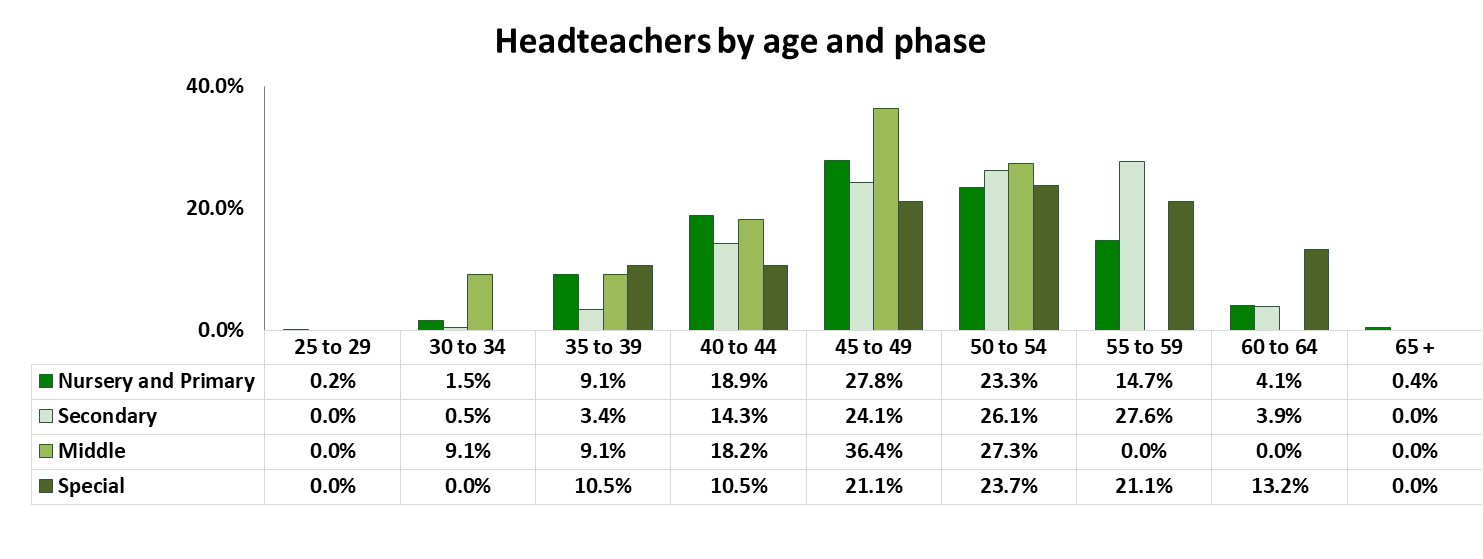 Headteachers by age and phase
40.0%
20.0%
0.0%
25 to 29 30 to 34 35 to 39 40 to 44 45 to 49 50 to 54 55 to 59 60 to 64 65 +
Nursery and Primary 0.2% 1.5% 9.1% 18.9% 27.8% 23.3% 14.7% 4.1% 0.4%
Secondary 0.0% 0.5% 3.4% 14.3% 24.1% 26.1% 27.6% 3.9% 0.0%
Middle 0.0% 9.1% 9.1% 18.2% 36.4% 27.3% 0.0% 0.0% 0.0%
Special 0.0% 0.0% 10.5% 10.5% 21.1% 23.7% 21.1% 13.2% 0.0%